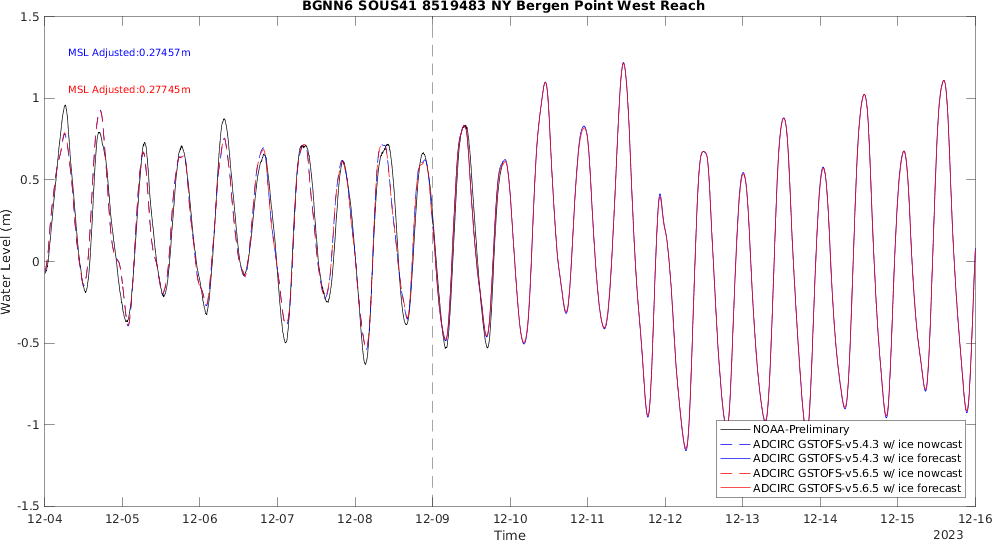 BGNN6 SOUS41 8519483 NY Bergen Point West Reach
1.5
1
0.5
0
-0.5
-1
-1.5
Water Level (m)
MSL Adjusted:0.27457m
MSL Adjusted:0.27745m
NOAA-Preliminary
ADCIRC GSTOFS-v5.4.3 w/ ice nowcast
ADCIRC GSTOFS-v5.4.3 w/ ice forecast
ADCIRC GSTOFS-v5.6.5 w/ ice nowcast
ADCIRC GSTOFS-v5.6.5 w/ ice forecast
12-04 12-05 12-06 12-07 12-08 12-09 12-10 12-11 12-12 12-13 12-14 12-15 12-16
Time
2023